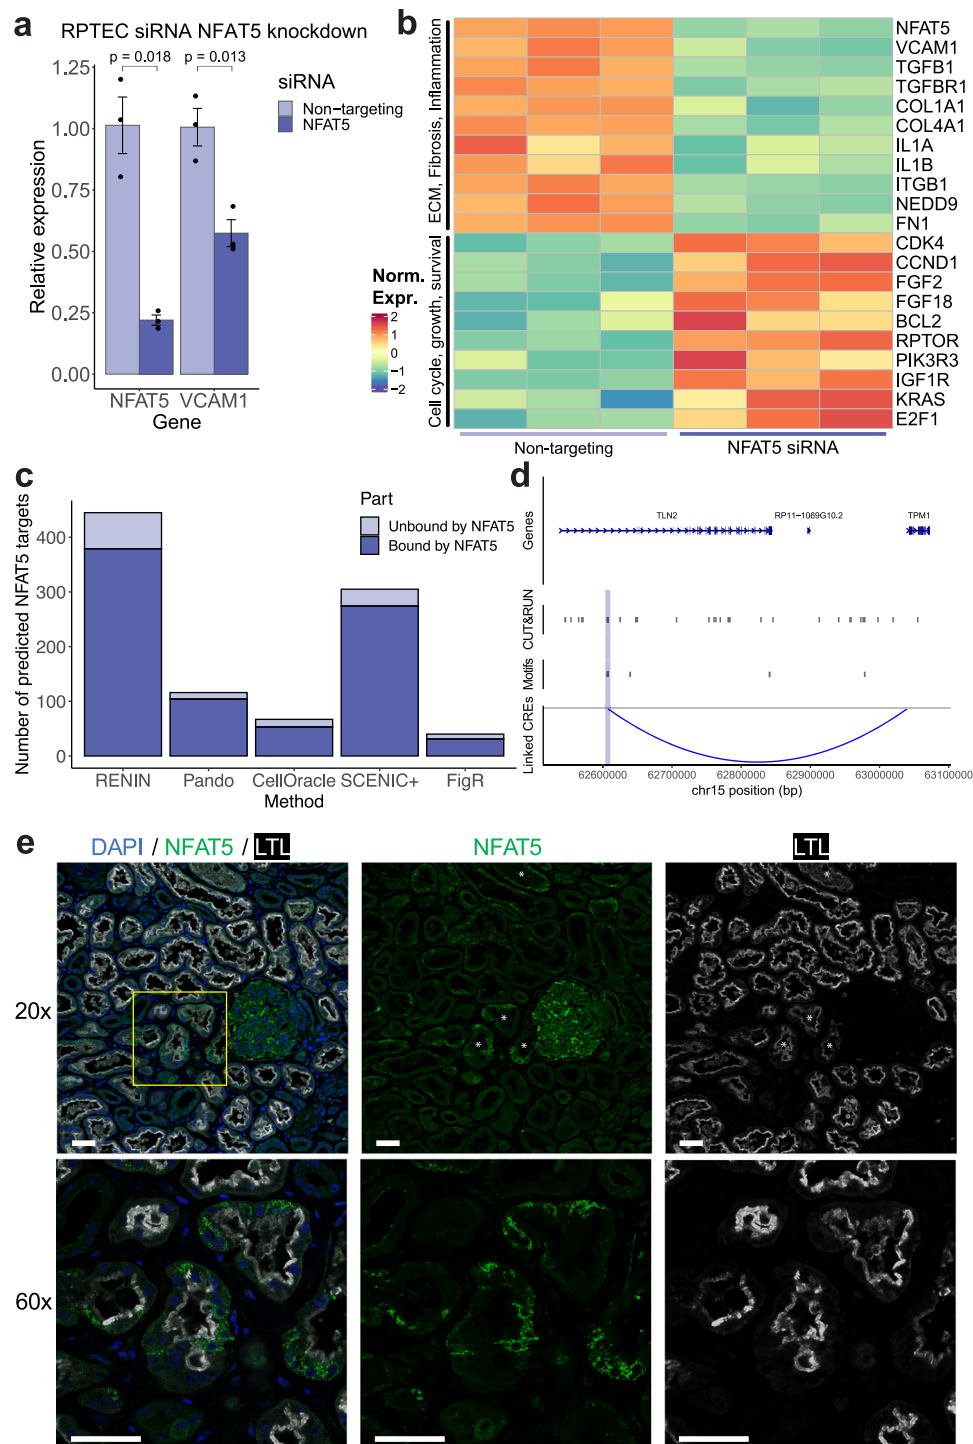 a
RPTEC siRNA NFAT5 knockdown
p = 0.018
p = 0.013
1.25
1.00
0.75
0.50
0.25
0.00
Relative expression
NFAT5
VCAM1
Gene
siRNA
Non-targeting
NFAT5
b
ECM, Fibrosis, Inflammation
Cell cycle, growth, survival
NFAT5
VCAM1
TGFB1
TGFBR1
COL1A1
COL4A1
IL1A
IL1B
ITGB1
NEDD9
FN1
CDK4
CCND1
FGF2
FGF18
BCL2
RPTOR
PIK3R3
IGF1R
KRAS
E2F1
Norm.
Expr.
2
1
0
−1
−2
Non-targeting
NFAT5 siRNA
c
Number of predicted NFAT5 targets
400
300
200
100
0
RENIN
Pando
CellOracle
SCENIC+
FigR
Method
Part
Unbound by NFAT5
Bound by NFAT5
d
Genes
TLN2
RP11-1069G10.2
TPM1
CUT&RUN
Motifs
Linked CREs
62600000
62700000
62800000
62900000
63000000
63100000
chr15 position (bp)
e
DAPI / NFAT5 / LTL
NFAT5
LTL
20x
*
*
*
*
*
*
*
*
60x